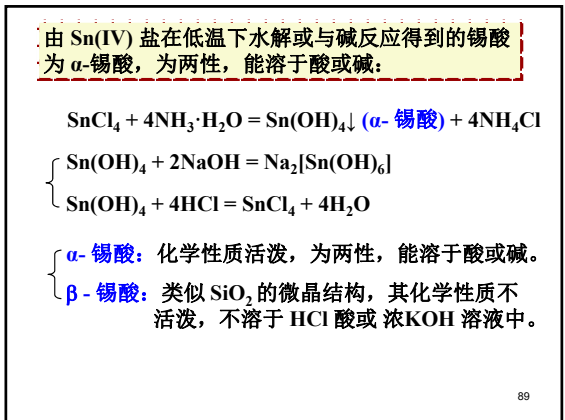 由 Sn(IV) 盐在低温下水解或与碱反应得到的锡酸
为 α-锡酸，为两性，能溶于酸或碱：
SnCl₄ + 4NH₃·H₂O = Sn(OH)₄↓ (α- 锡酸) + 4NH₄Cl
Sn(OH)₄ + 2NaOH = Na₂[Sn(OH)₆]
Sn(OH)₄ + 4HCl = SnCl₄ + 4H₂O
α- 锡酸：化学性质活泼，为两性，能溶于酸或碱。
β - 锡酸：类似 SiO₂ 的微晶结构，其化学性质不
活泼，不溶于 HCl 酸或 浓KOH 溶液中。
89